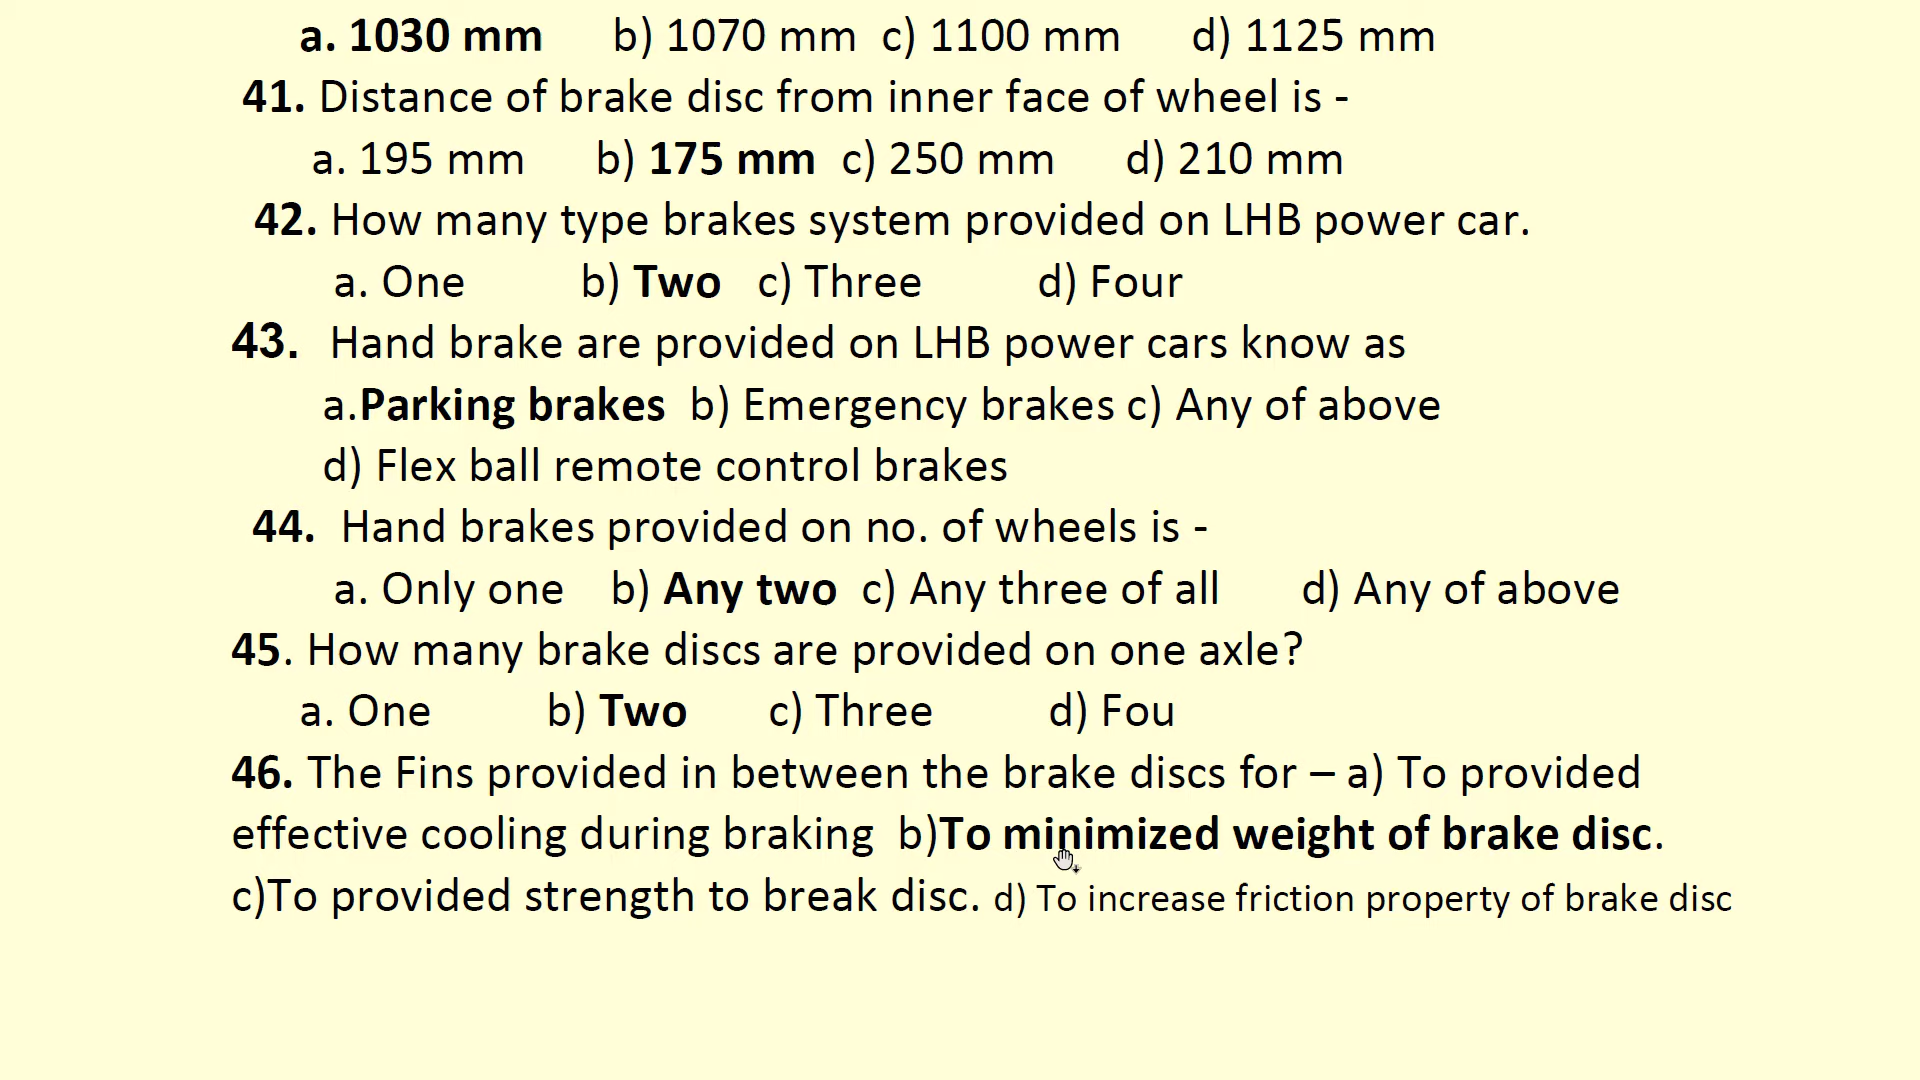 a. 1030 mm b) 1070 mm c) 1100 mm d) 1125 mm
41. Distance of brake disc from inner face of wheel is -
a. 195 mm b) 175 mm c) 250 mm d) 210 mm
42. How many type brakes system provided on LHB power car.
a. One b) Two c) Three d) Four
43. Hand brake are provided on LHB power cars know as
a.Parking brakes b) Emergency brakes c) Any of above
d) Flex ball remote control brakes
44. Hand brakes provided on no. of wheels is -
a. Only one b) Any two c) Any three of all d) Any of above
45. How many brake discs are provided on one axle?
a. One b) Two c) Three d) Fou
46. The Fins provided in between the brake discs for – a) To provided
effective cooling during braking b)To minimized weight of brake disc.
c)To provided strength to break disc. d) To increase friction property of brake disc